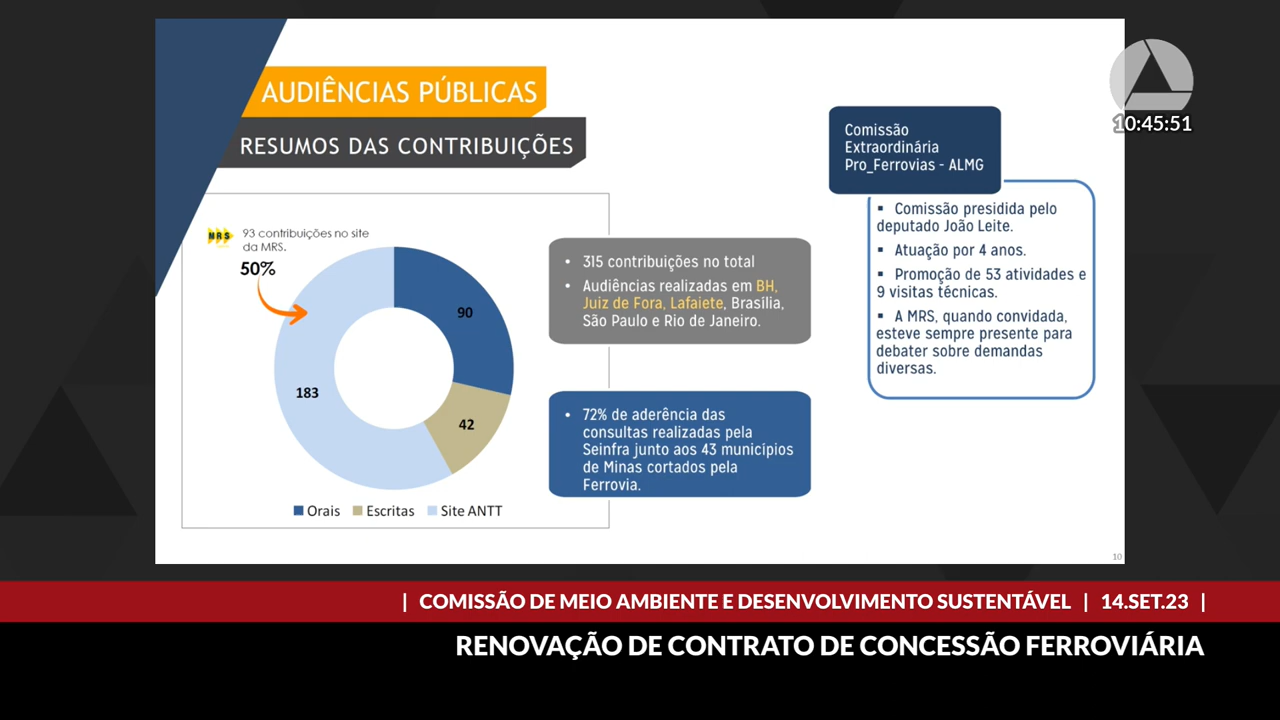 AUDIÊNCIAS PÚBLICAS
RESUMOS DAS CONTRIBUIÇÕES
MRS
93 contribuições no site
da MRS.
50%
90
183
42
Orais
Escritas
Site ANTT
• 315 contribuições no total
• Audiências realizadas em BH,
Juiz de Fora, Lafaiete, Brasília,
São Paulo e Rio de Janeiro.
• 72% de aderência das
consultas realizadas pela
Seinfra junto aos 43 municipios
de Minas cortados pela
Ferrovia.
Comissão
Extraordinária
Pro_Ferrovias - ALMG
▪ Comissão presidida pelo
deputado João Leite.
▪ Atuação por 4 anos.
▪ Promoção de 53 atividades e
9 visitas técnicas.
▪ A MRS, quando convidada,
esteve sempre presente para
debater sobre demandas
diversas.
10
10:45:51
| COMISSÃO DE MEIO AMBIENTE E DESENVOLVIMENTO SUSTENTÁVEL | 14.SET.23 |
RENOVAÇÃO DE CONTRATO DE CONCESSÃO FERROVIÁRIA